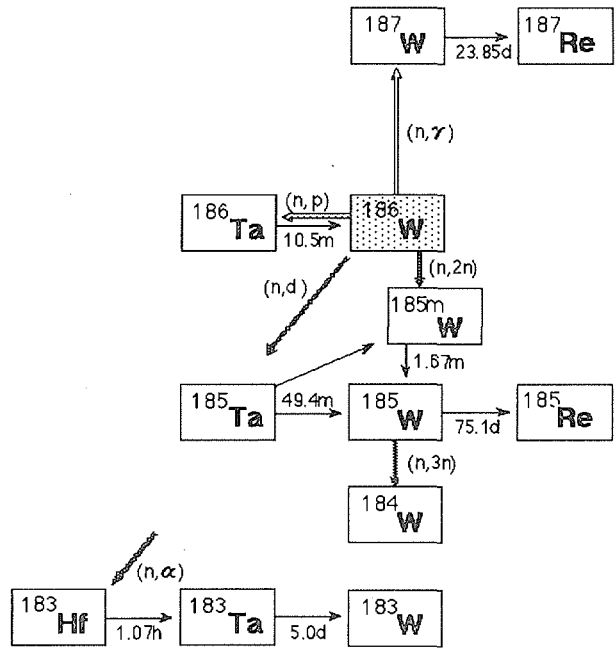 187W 187Re
23.85d
(n,γ)
(n,p)
186Ta 186W
10.5m
(n,d) (n,2n)
185mW
1.67m
185Ta 185W 185Re
49.4m 75.1d
(n,3n)
184W
(n,α)
183Hf 183Ta 183W
1.07h 5.0d